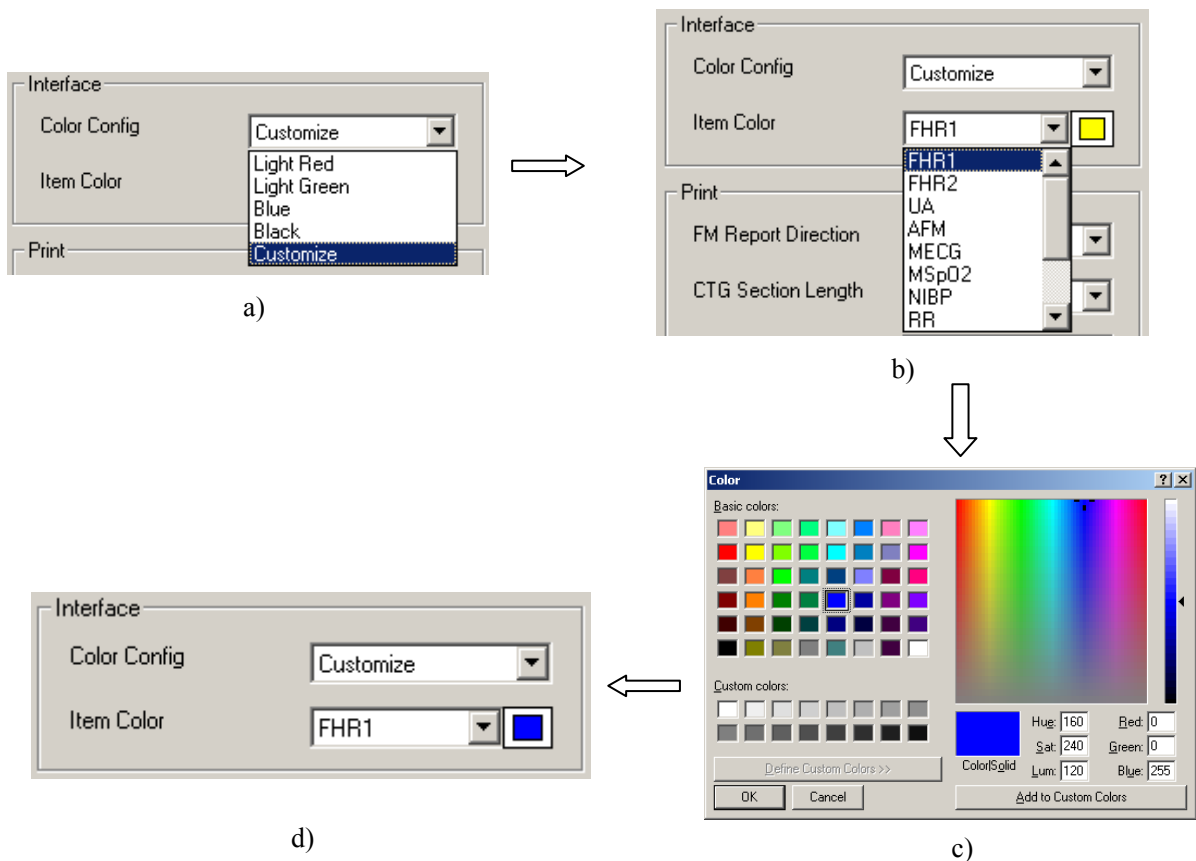 Interface
Color Config
Customize
Light Red
Light Green
Blue
Black
Customize
Item Color
Print
a)
Interface
Color Config
Customize
Item Color
FHR1
FHR1
FHR2
UA
AFM
MECG
MSpO2
NIBP
RR
Print
FM Report Direction
CTG Section Length
b)
Color
Basic colors:
Custom colors:
Define Custom Colors >>
OK Cancel
Color|Solid
Hue: 160 Red: 0
Sat: 240 Green: 0
Lum: 120 Blue: 255
Add to Custom Colors
c)
Interface
Color Config
Customize
Item Color
FHR1
d)